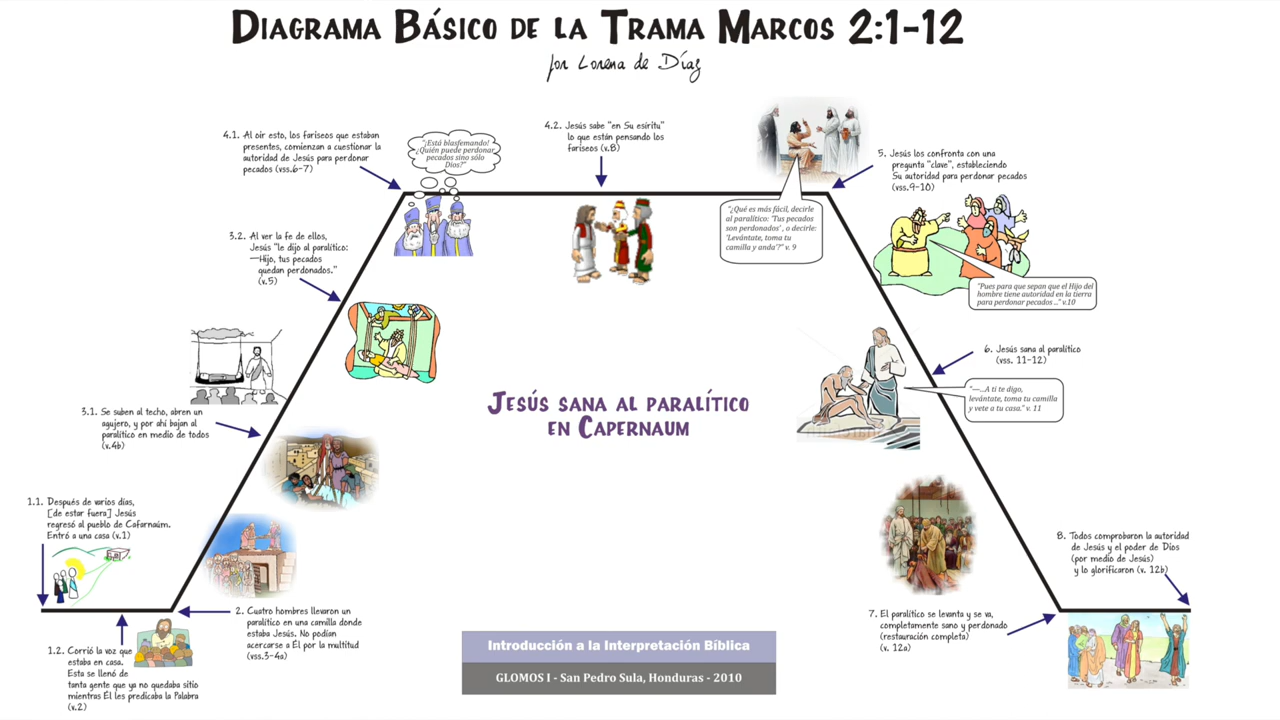 Diagrama Básico de la Trama Marcos 2:1-12
por Lorena de Díaz
1.1. Después de varios días,
[de estar fuera] Jesús
regresó al pueblo de Cafarnaúm.
Entró a una casa (v.1)
1.2. Corrió la voz que
estaba en casa.
Esta se llenó de
tanta gente que ya no quedaba sitio
mientras Él les predicaba la Palabra
(v.2)
2. Cuatro hombres llevaron un
paralítico en una camilla donde
estaba Jesús. No podían
acercarse a Él por la multitud
(vss.3-4a)
3.1. Se suben al techo, abren un
agujero, y por ahí bajan al
paralítico en medio de todos
(v.4b)
3.2. Al ver la fe de ellos,
Jesús "le dijo al paralítico:
—Hijo, tus pecados
quedan perdonados."
(v.5)
4.1. Al oír esto, los fariseos que estaban
presentes, comienzan a cuestionar la
autoridad de Jesús para perdonar
pecados (vss.6-7)
"¡Está blasfemando!
¿Quién puede perdonar
pecados sino sólo
Dios?"
4.2. Jesús sabe "en Su esíritu"
lo que están pensando los
fariseos (v.8)
5. Jesús los confronta con una
pregunta "clave", estableciendo
Su autoridad para perdonar pecados
(vss.9-10)
"¿Qué es más fácil, decirle
al paralítico: 'Tus pecados
son perdonados' , o decirle:
'Levántate, toma tu
camilla y anda'?" v. 9
"Pues para que sepan que el Hijo del
hombre tiene autoridad en la tierra
para perdonar pecados ..." v.10
6. Jesús sana al paralítico
(vss. 11-12)
"—...A ti te digo,
levántate, toma tu camilla
y vete a tu casa." v. 11
Jesús sana al paralítico
en Capernaum
7. El paralítico se levanta y se va,
completamente sano y perdonado
(restauración completa)
(v. 12a)
8. Todos comprobaron la autoridad
de Jesús y el poder de Dios
(por medio de Jesús)
y lo glorificaron (v. 12b)
Introducción a la Interpretación Bíblica
GLOMOS I - San Pedro Sula, Honduras - 2010